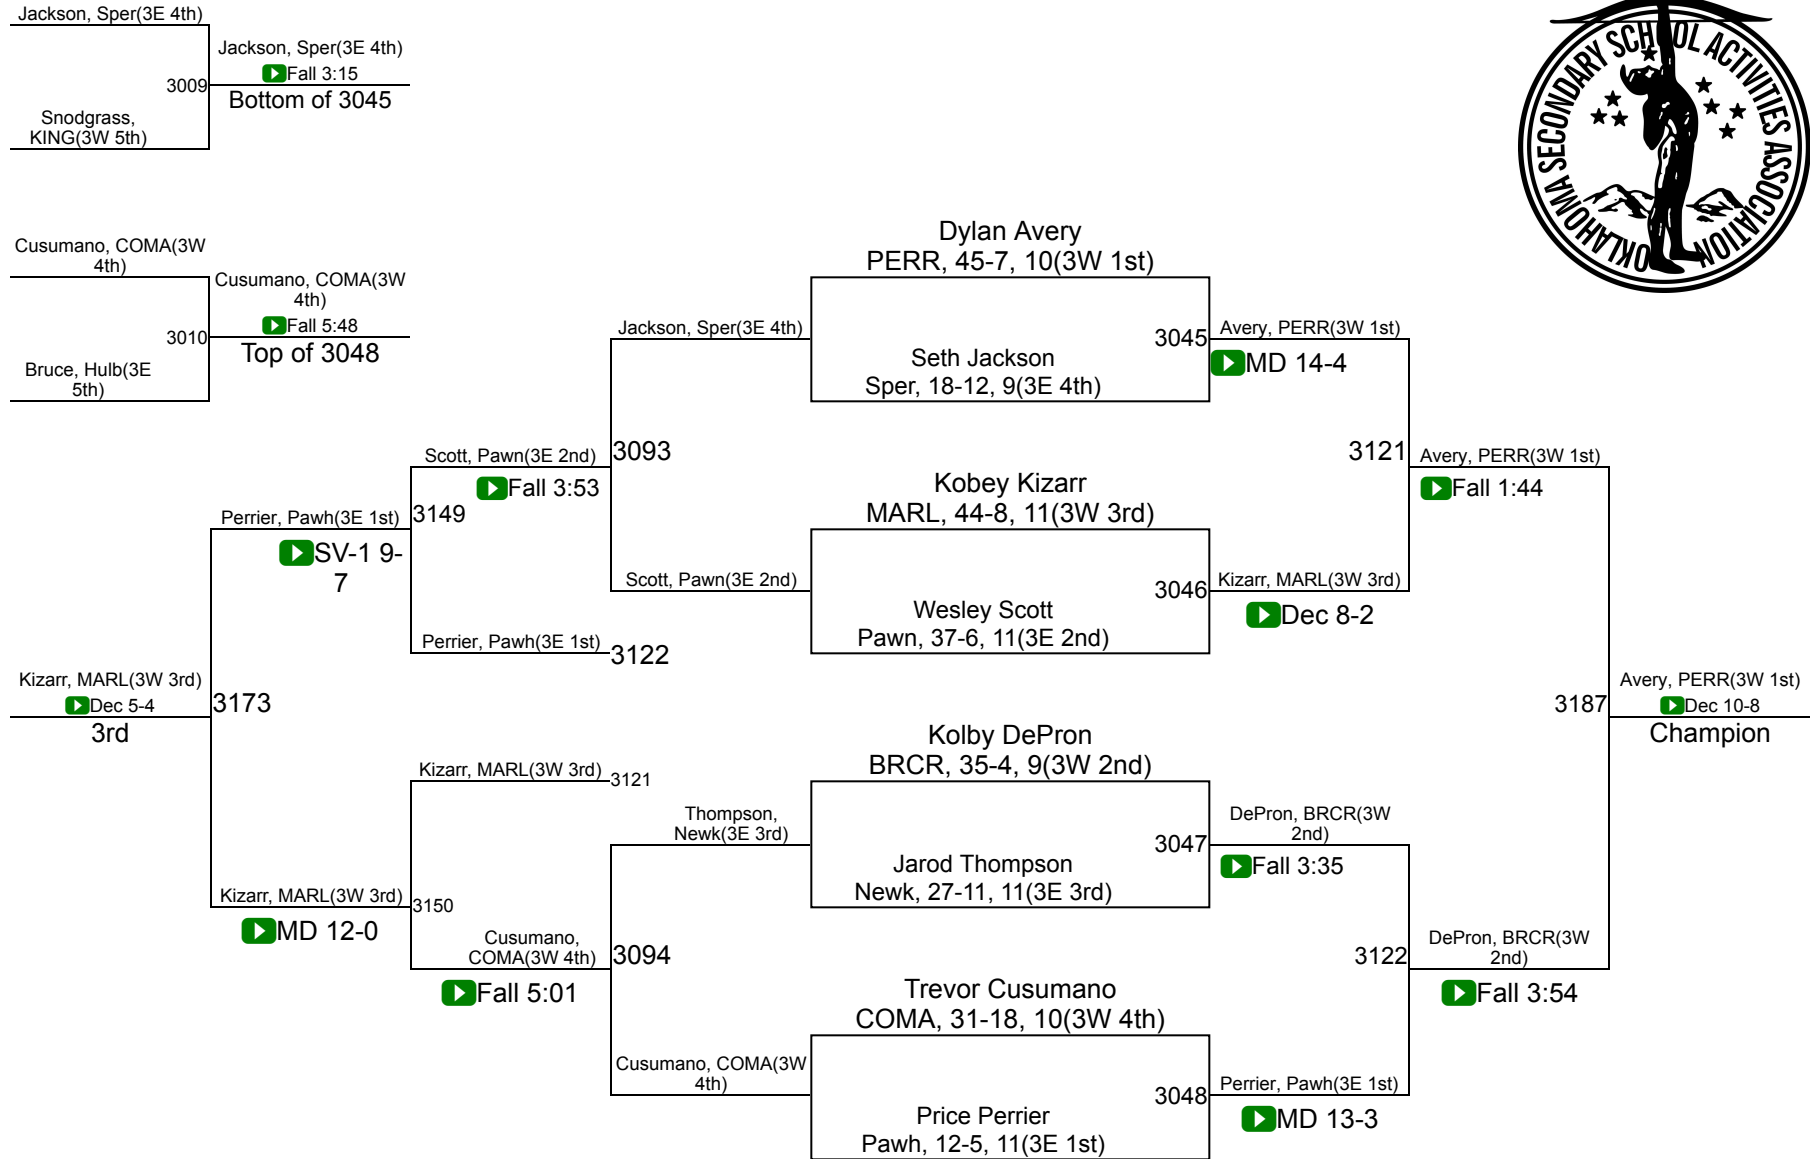 Jackson, Sper(3E 4th)
Jackson, Sper(3E 4th)
Fall 3:15
3009
Bottom of 3045
Snodgrass,
KING(3W 5th)
OKLAHOMA SECONDARY SCHOOL ACTIVITIES ASSOCIATION
Cusumano, COMA(3W
4th)
Cusumano, COMA(3W
4th)
Fall 5:48
3010
Top of 3048
Bruce, Hulb(3E
5th)
Dylan Avery
PERR, 45-7, 10(3W 1st)
Jackson, Sper(3E 4th)
3045
Avery, PERR(3W 1st)
MD 14-4
Seth Jackson
Sper, 18-12, 9(3E 4th)
Scott, Pawn(3E 2nd)
3093
Fall 3:53
3121
Avery, PERR(3W 1st)
Fall 1:44
Kobey Kizarr
MARL, 44-8, 11(3W 3rd)
Perrier, Pawh(3E 1st)
3149
SV-1 9-
7
Scott, Pawn(3E 2nd)
3046
Kizarr, MARL(3W 3rd)
Dec 8-2
Wesley Scott
Pawn, 37-6, 11(3E 2nd)
Perrier, Pawh(3E 1st)
3122
Kizarr, MARL(3W 3rd)
Dec 5-4
3rd
3173
3187
Avery, PERR(3W 1st)
Dec 10-8
Champion
Kolby DePron
BRCR, 35-4, 9(3W 2nd)
Kizarr, MARL(3W 3rd)
3121
Thompson,
Newk(3E 3rd)
3047
DePron, BRCR(3W
2nd)
Fall 3:35
Jarod Thompson
Newk, 27-11, 11(3E 3rd)
Kizarr, MARL(3W 3rd)
3150
MD 12-0
Cusumano,
COMA(3W 4th)
3094
Fall 5:01
3122
DePron, BRCR(3W
2nd)
Fall 3:54
Trevor Cusumano
COMA, 31-18, 10(3W 4th)
Cusumano, COMA(3W
4th)
3048
Perrier, Pawh(3E 1st)
MD 13-3
Price Perrier
Pawh, 12-5, 11(3E 1st)